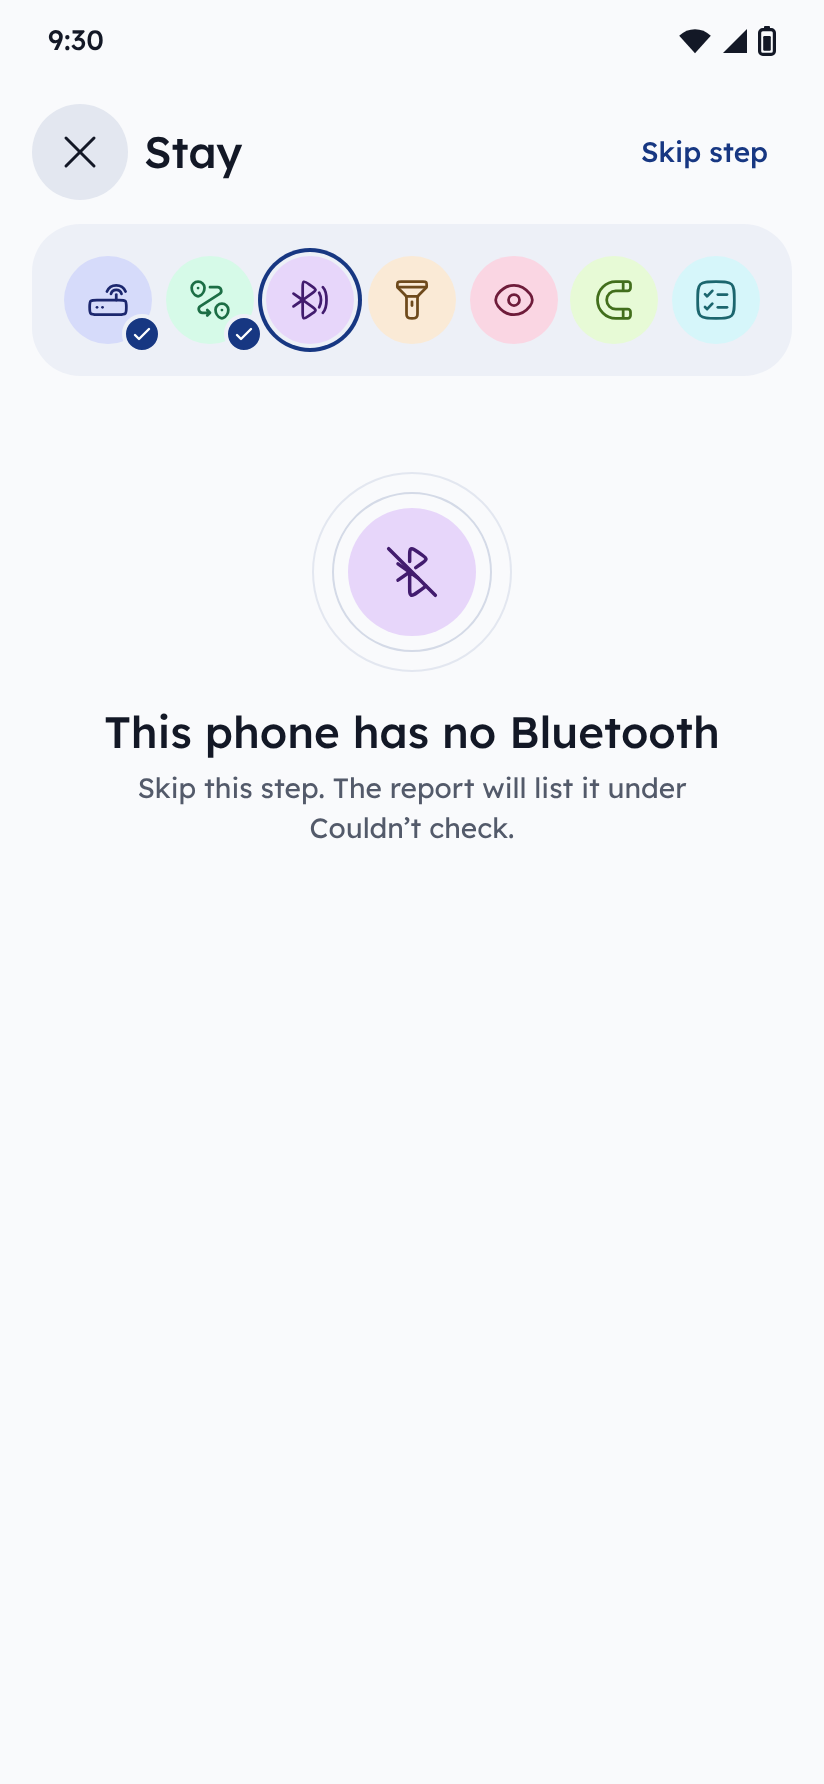 9:30
Stay
Skip step
This phone has no Bluetooth
Skip this step. The report will list it under
Couldn’t check.